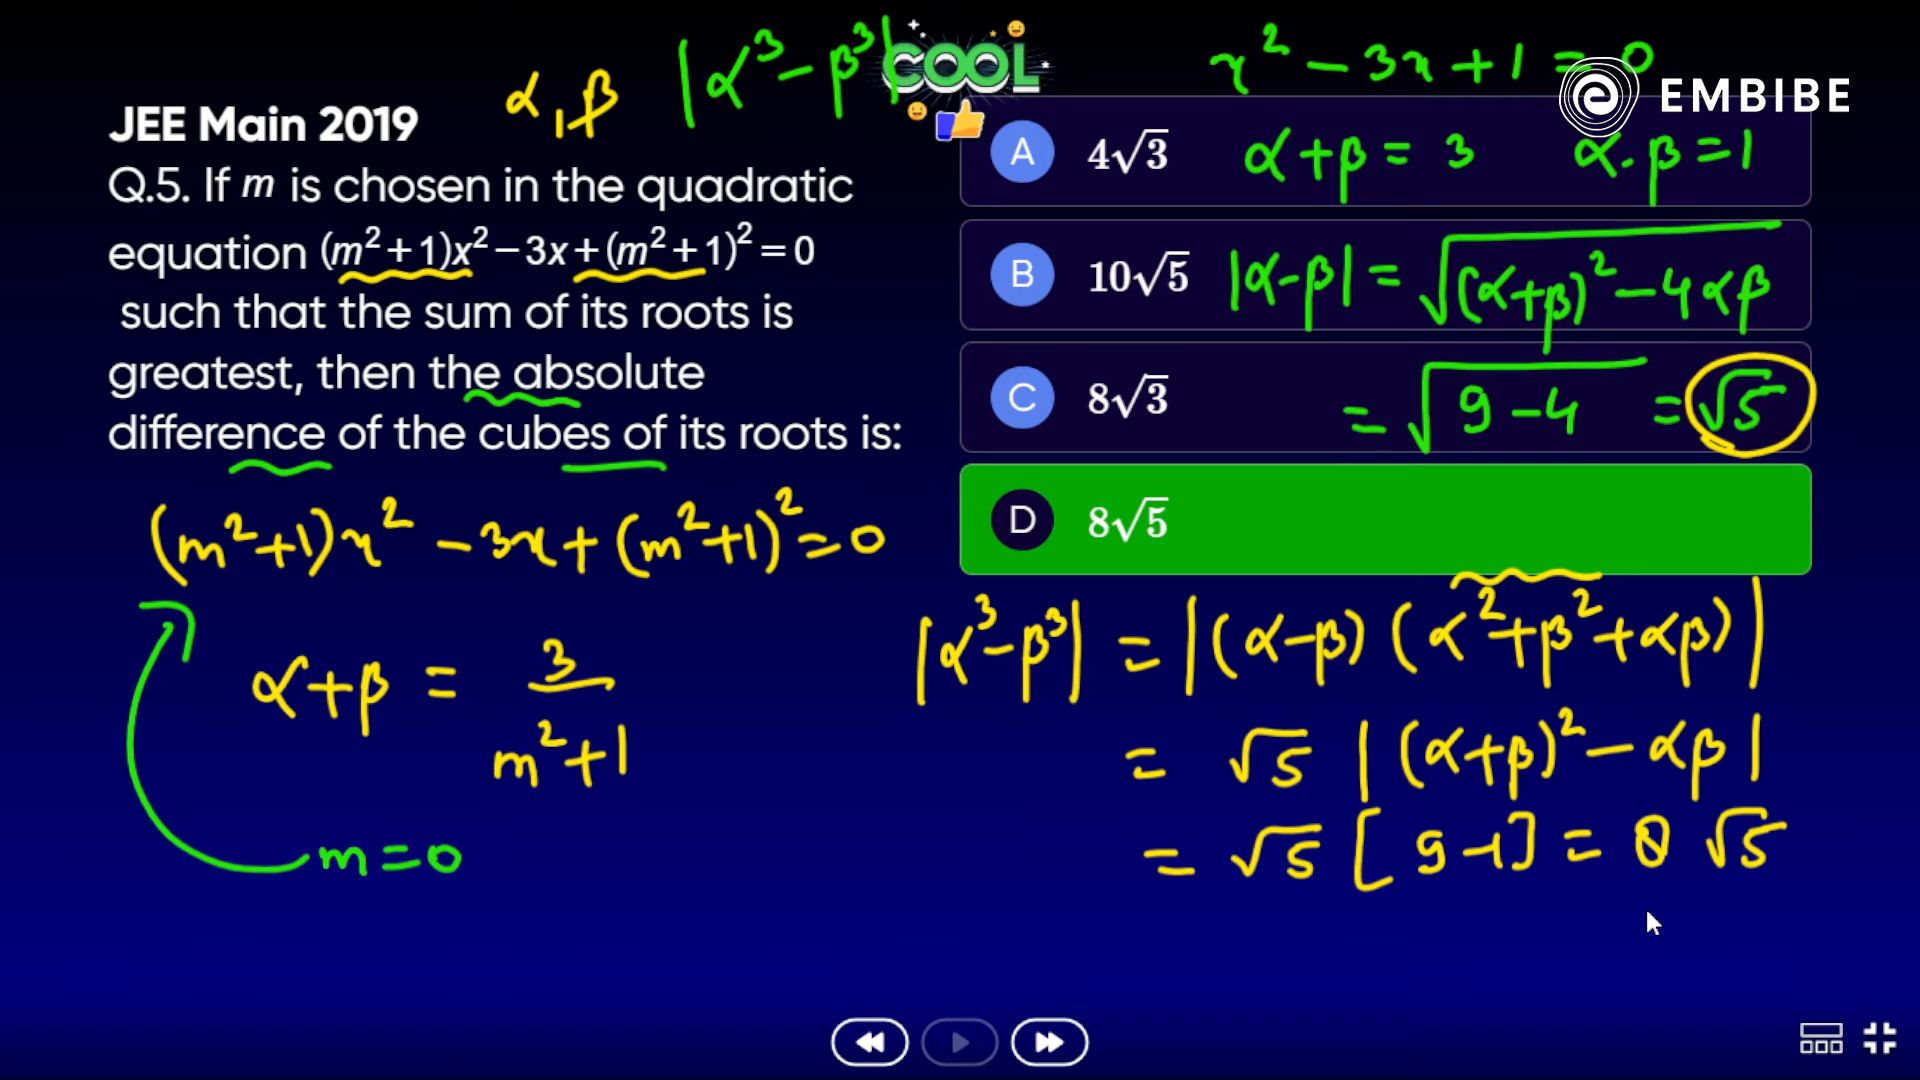 α, β |α³ - β³|
COOL
x² - 3x + 1 = 0
EMBIBE
JEE Main 2019
Q.5. If m is chosen in the quadratic
equation (m²+1)x²−3x+(m²+1)²=0
such that the sum of its roots is
greatest, then the absolute
difference of the cubes of its roots is:
A 4√3 α+β = 3 α.β=1
B 10√5 |α-β| = √(α+β)²-4αβ
C 8√3 = √9-4 = √5
D 8√5
(m²+1)x² - 3x + (m²+1)² = 0
α+β = 3/m²+1
m = 0
|α³-β³| = |(α-β) (α²+β²+αβ)|
= √5 |(α+β)² - αβ|
= √5 [9-1] = 8√5